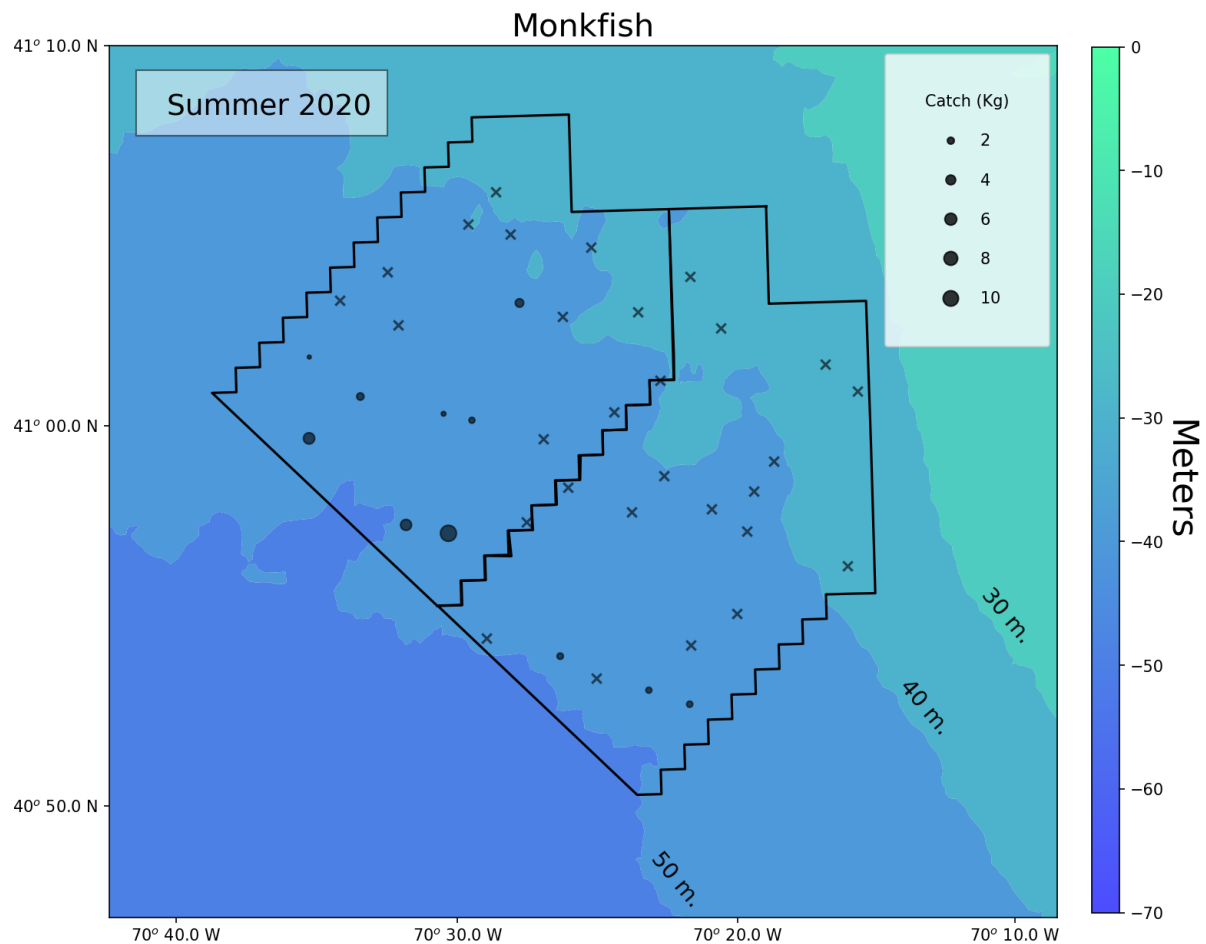 Monkfish
41° 10.0 N
41° 00.0 N
40° 50.0 N
Summer 2020
Catch (Kg)
2
4
6
8
10
30 m.
40 m.
50 m.
70° 40.0 W
70° 30.0 W
70° 20.0 W
70° 10.0 W
0
−10
−20
−30
−40
−50
−60
−70
Meters